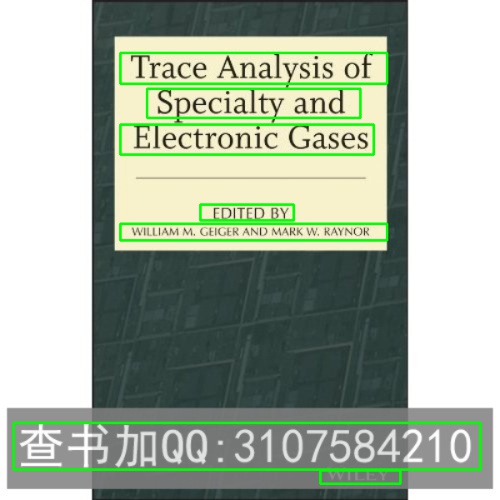 Trace Analysis of
Specialty and
Electronic Gases
EDITED BY
WILLIAM M. GEIGER AND MARK W. RAYNOR
查书加QQ:3107584210
WILEY